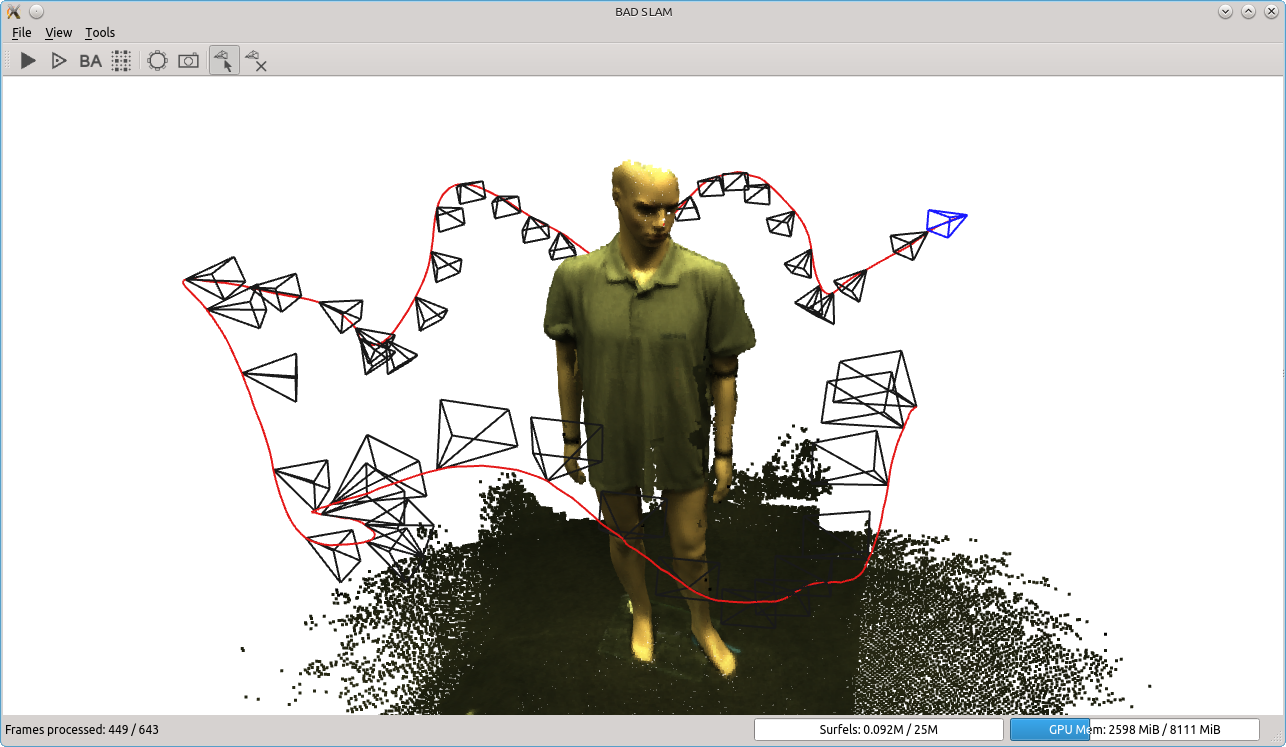 BAD SLAM
File View Tools
BA
Frames processed: 449 / 643
Surfels: 0.092M / 25M
GPU Mem: 2598 MiB / 8111 MiB